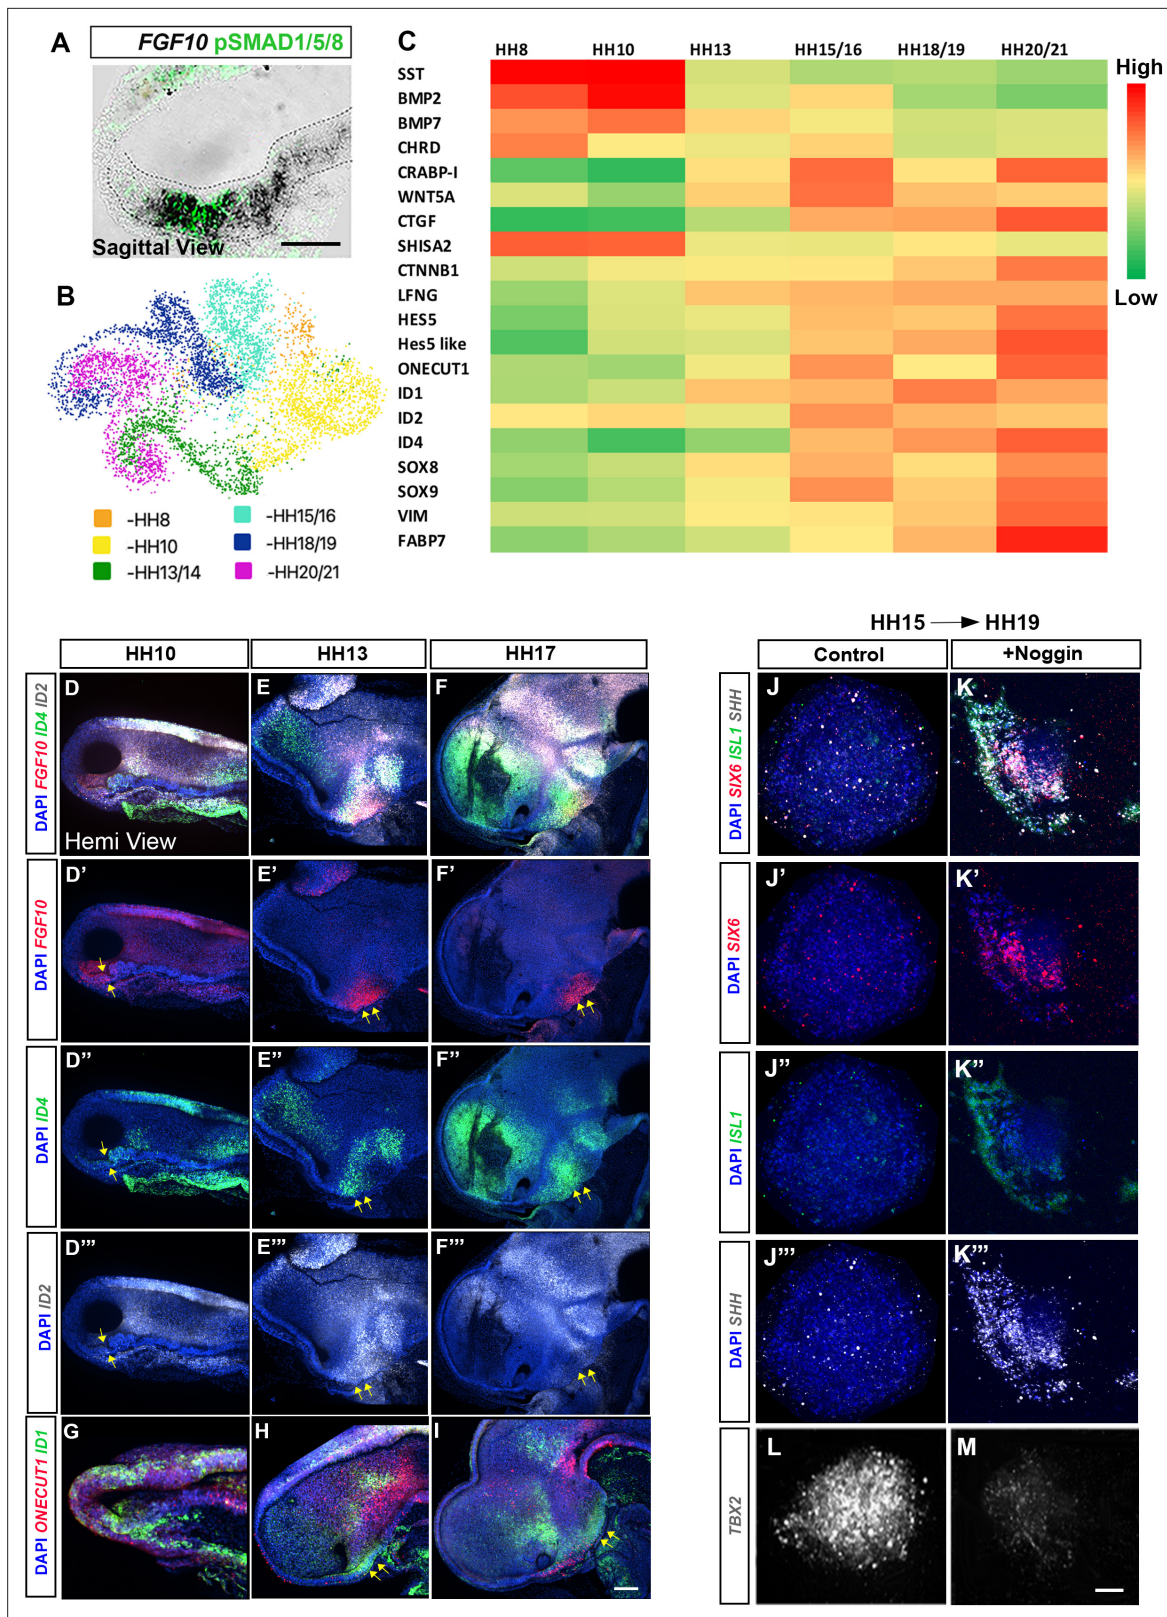 A
FGF10 pSMAD1/5/8
Sagittal View
B
-HH8
-HH10
-HH13/14
-HH15/16
-HH18/19
-HH20/21
C
HH8 HH10 HH13 HH15/16 HH18/19 HH20/21
SST
BMP2
BMP7
CHRD
CRABP-I
WNT5A
CTGF
SHISA2
CTNNB1
LFNG
HES5
Hes5 like
ONECUT1
ID1
ID2
ID4
SOX8
SOX9
VIM
FABP7
High
Low
HH10 HH13 HH17
DAPI FGF10 ID4 ID2
D E F
Hemi View
DAPI FGF10
D' E' F'
DAPI ID4
D'' E'' F''
DAPI ID2
D''' E''' F'''
DAPI ONECUT1 ID1
G H I
HH15 → HH19
Control +Noggin
DAPI SIX6 ISL1 SHH
J K
DAPI SIX6
J' K'
DAPI ISL1
J'' K''
DAPI SHH
J''' K'''
TBX2
L M